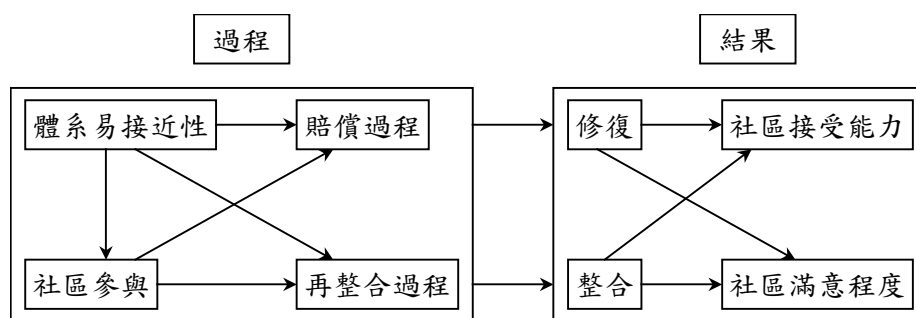 過程
結果
體系易接近性
賠償過程
修復
社區接受能力
社區參與
再整合過程
整合
社區滿意程度